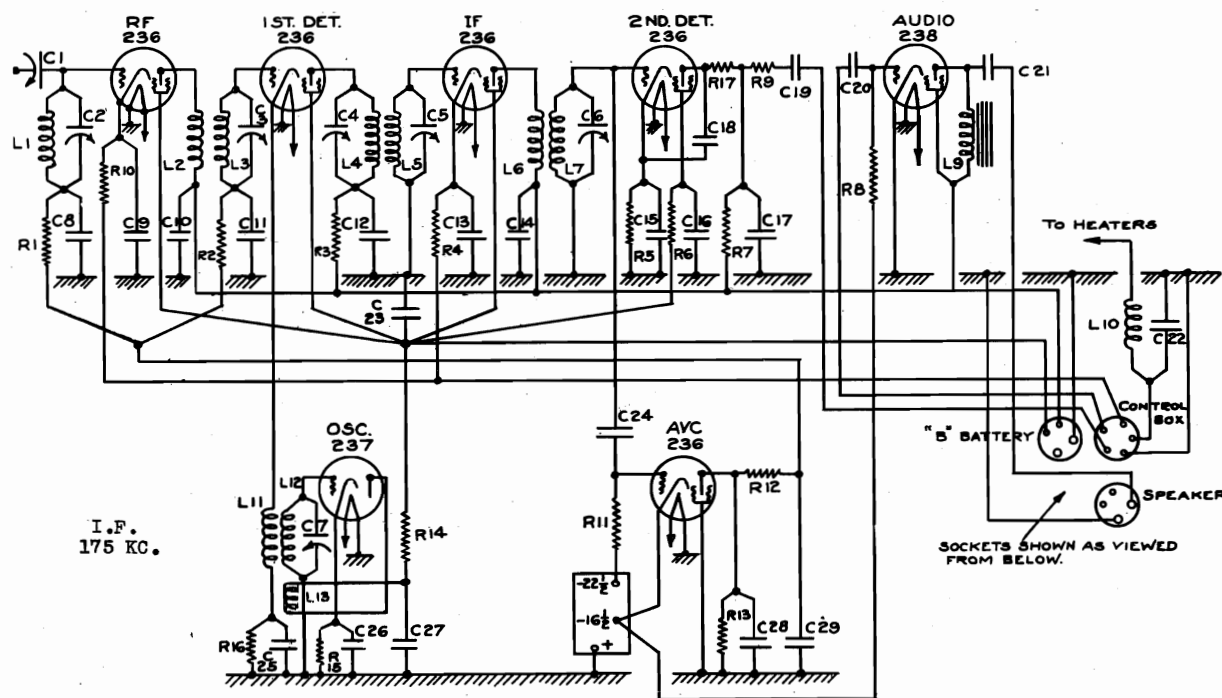 RF
236
1ST. DET.
236
IF
236
2ND. DET.
236
AUDIO
238
C1
L1
C2
R10
L2
L3
C3
C4
L4
L5
C5
L6
L7
C6
R17
R9
C19
C18
C20
C21
R8
L9
R1
C8
C9
C10
R2
C11
R3
C12
C13
R4
C14
C15
R5
C16
R6
R7
C17
C
23
TO HEATERS
L10
C22
CONTROL
BOX
"B" BATTERY
SPEAKER
SOCKETS SHOWN AS VIEWED
FROM BELOW.
OSC.
237
L11
L12
C7
L13
R14
R16
C
25
R
15
C26
C27
I.F.
175 KC.
C24
AVC
236
R11
R12
-22½
-16½
+
R13
C28
C29